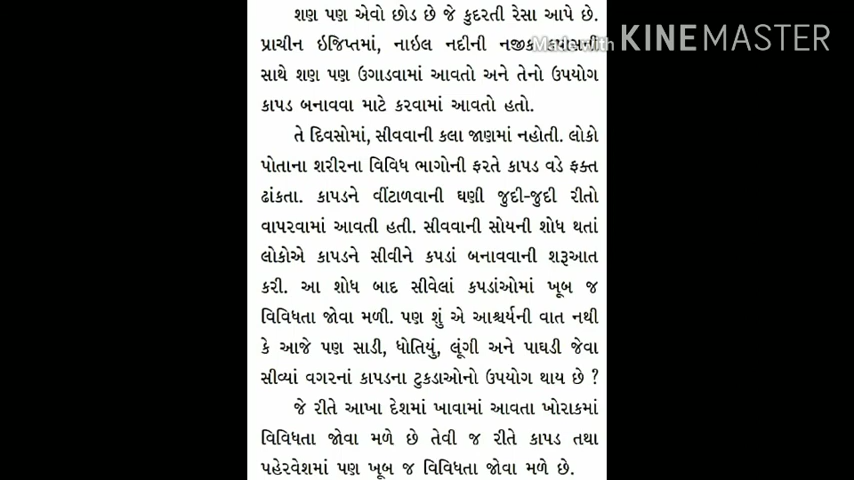 શણ પણ એવો છોડ છે જે કુદરતી રેસા આપે છે.
પ્રાચીન ઇજિપ્તમાં, નાઇલ નદીની નજીક કપાસની
Made with KINEMASTER
સાથે શણ પણ ઉગાડવામાં આવતો અને તેનો ઉપયોગ
કાપડ બનાવવા માટે કરવામાં આવતો હતો.
તે દિવસોમાં, સીવવાની કલા જાણમાં નહોતી. લોકો
પોતાના શરીરના વિવિધ ભાગોની ફરતે કાપડ વડે ફક્ત
ઢાંકતા. કાપડને વીંટાળવાની ઘણી જુદી-જુદી રીતો
વાપરવામાં આવતી હતી. સીવવાની સોયની શોધ થતાં
લોકોએ કાપડને સીવીને કપડાં બનાવવાની શરૂઆત
કરી. આ શોધ બાદ સીવેલાં કપડાંઓમાં ખૂબ જ
વિવિધતા જોવા મળી. પણ શું એ આશ્ચર્યની વાત નથી
કે આજે પણ સાડી, ધોતિયું, લૂંગી અને પાઘડી જેવા
સીવ્યાં વગરનાં કાપડના ટુકડાઓનો ઉપયોગ થાય છે ?
જે રીતે આખા દેશમાં ખાવામાં આવતા ખોરાકમાં
વિવિધતા જોવા મળે છે તેવી જ રીતે કાપડ તથા
પહેરવેશમાં પણ ખૂબ જ વિવિધતા જોવા મળે છે.